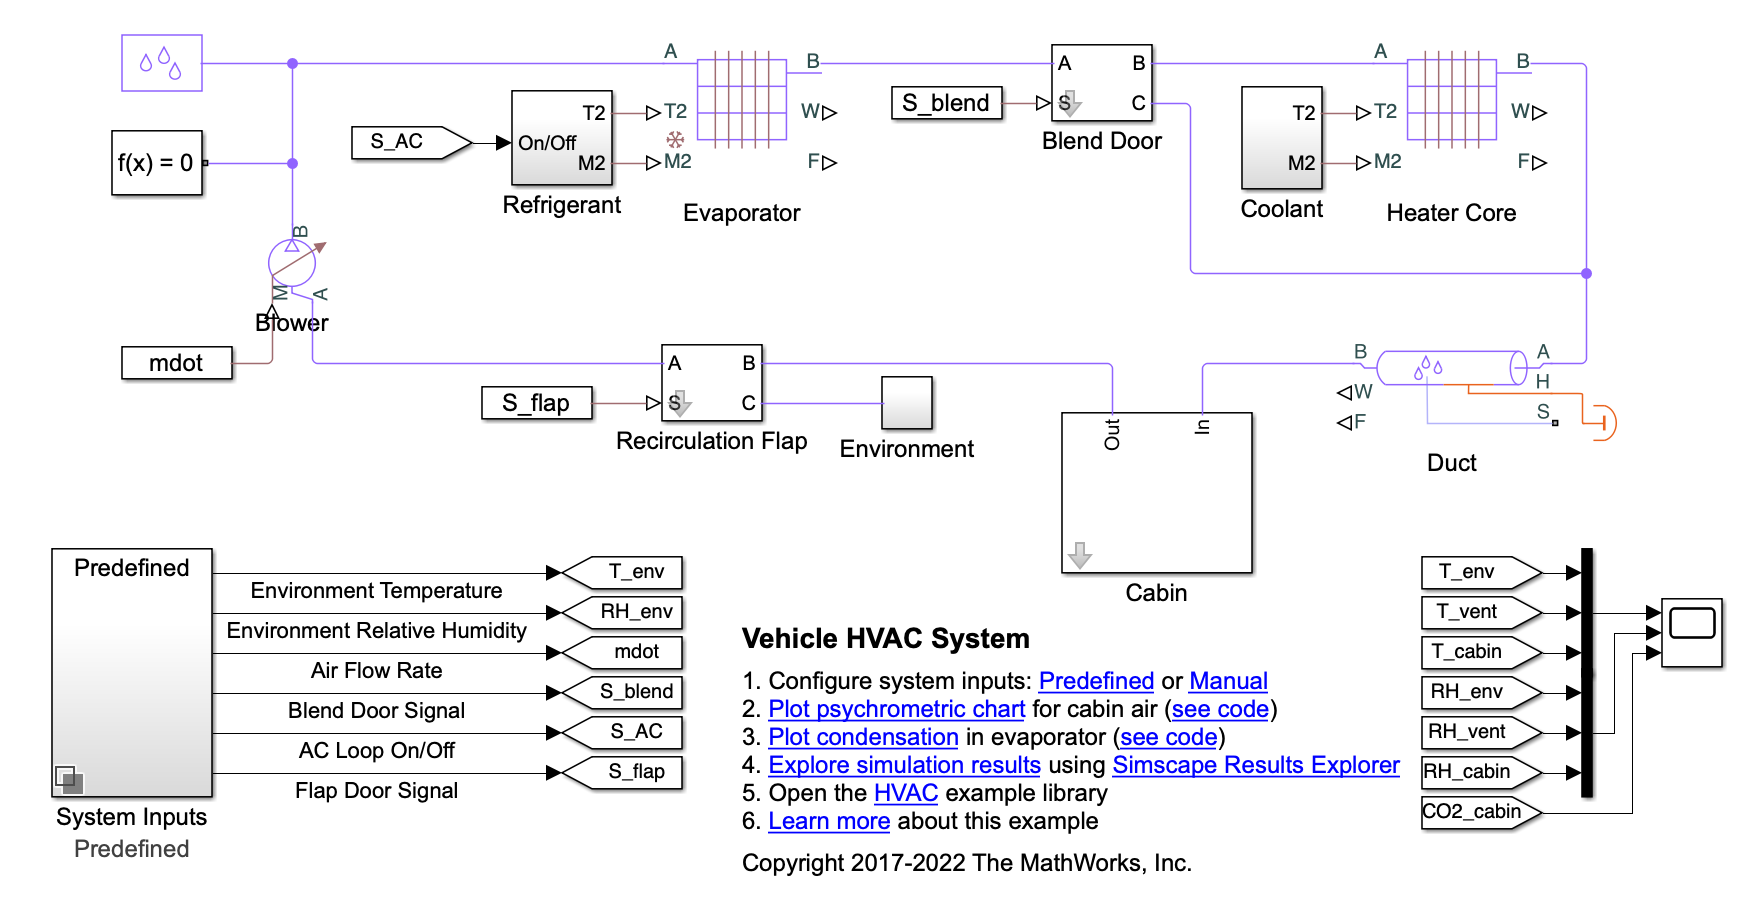 A
B
T2
M2
W
F
S_AC
On/Off
T2
M2
Refrigerant
Evaporator
S_blend
A
B
S
C
Blend Door
T2
M2
Coolant
A
B
T2
M2
W
F
Heater Core
f(x) = 0
B
M
A
Blower
mdot
S_flap
A
B
S
C
Recirculation Flap
Environment
Out
In
Cabin
B
A
W
H
F
S
Duct
Predefined
Environment Temperature
Environment Relative Humidity
Air Flow Rate
Blend Door Signal
AC Loop On/Off
Flap Door Signal
T_env
RH_env
mdot
S_blend
S_AC
S_flap
System Inputs
Predefined
Vehicle HVAC System
1. Configure system inputs: Predefined or Manual
2. Plot psychrometric chart for cabin air (see code)
3. Plot condensation in evaporator (see code)
4. Explore simulation results using Simscape Results Explorer
5. Open the HVAC example library
6. Learn more about this example
Copyright 2017-2022 The MathWorks, Inc.
T_env
T_vent
T_cabin
RH_env
RH_vent
RH_cabin
CO2_cabin